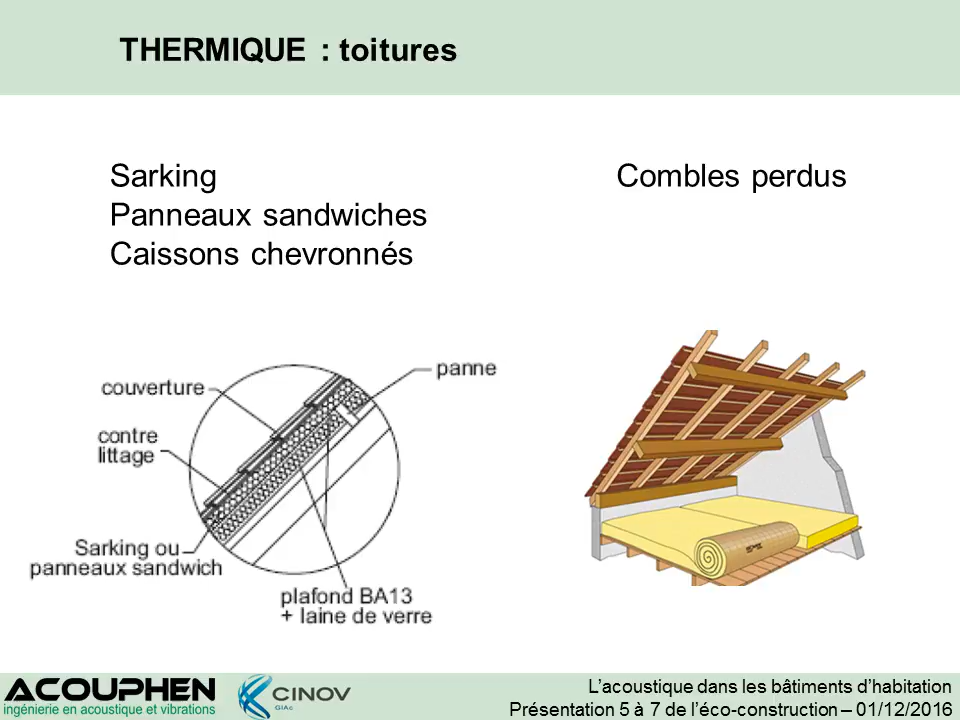 THERMIQUE : toitures
Sarking
Panneaux sandwiches
Caissons chevronnés
Combles perdus
panne
couverture
contre
littage
Sarking ou
panneaux sandwich
plafond BA13
+ laine de verre
ACOUPHEN
ingénierie en acoustique et vibrations
CINOV
GIAc
L’acoustique dans les bâtiments d’habitation
Présentation 5 à 7 de l’éco-construction – 01/12/2016